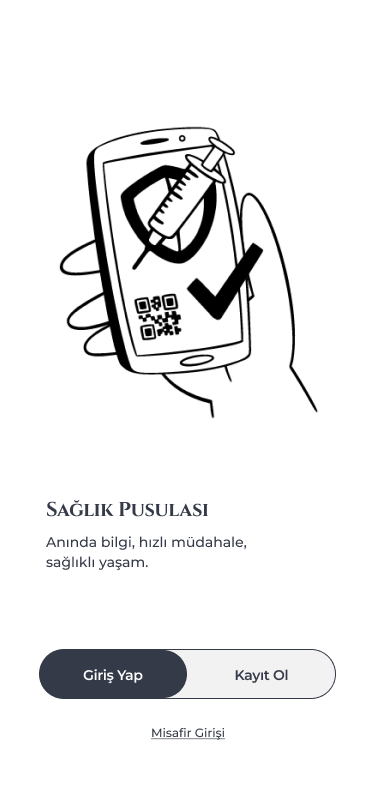 Sağlık Pusulası
Anında bilgi, hızlı müdahale,
sağlıklı yaşam.
Giriş Yap
Kayıt Ol
Misafir Girişi